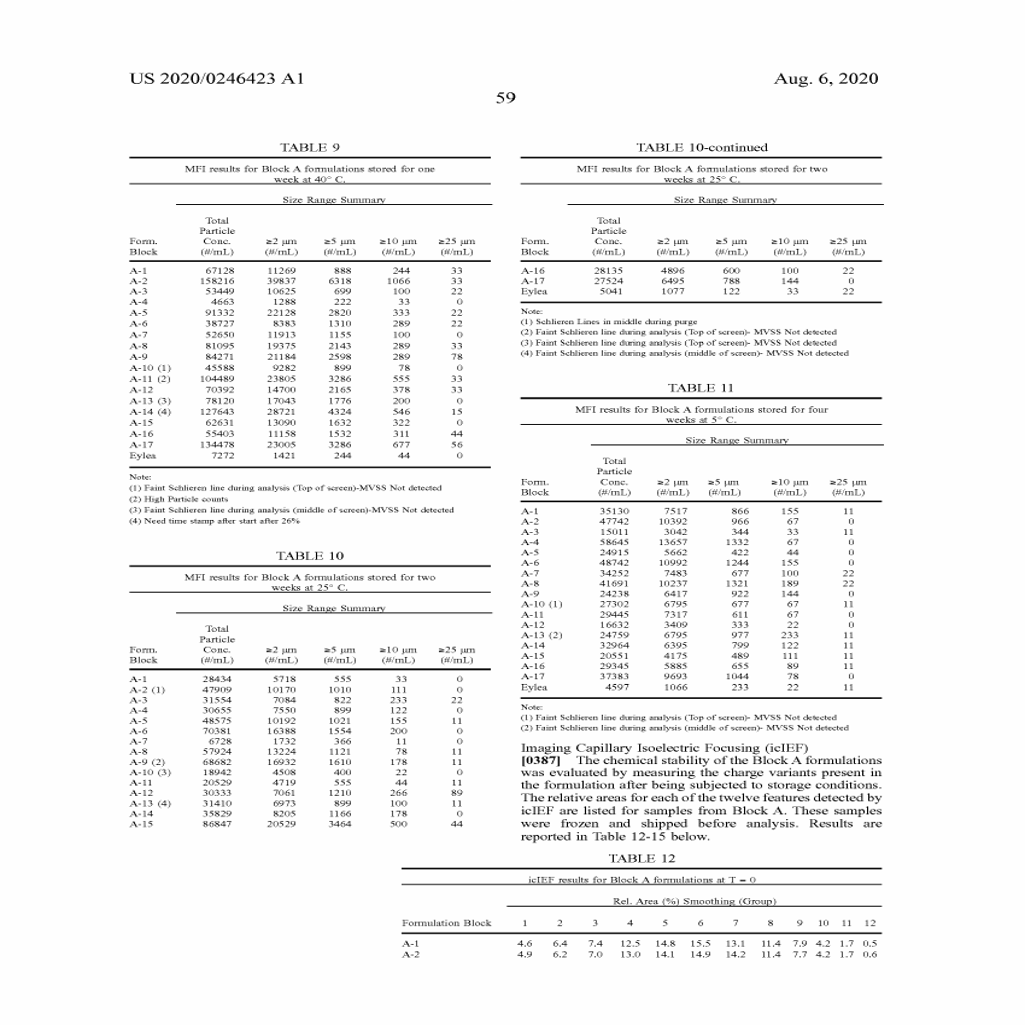 US 2020/0246423 A1
Aug. 6, 2020
59
TABLE 9
MFI results for Block A formulations stored for one
week at 40° C.
Size Range Summary
Total
Particle
Form. Conc. ≥2 μm ≥5 μm ≥10 μm ≥25 μm
Block (#/mL) (#/mL) (#/mL) (#/mL) (#/mL)
A-1 67128 11269 888 244 33
A-2 158216 39837 6318 1066 33
A-3 53449 10625 699 100 22
A-4 4663 1288 222 33 0
A-5 91332 22128 2820 333 22
A-6 38727 8383 1310 289 22
A-7 52650 11913 1155 100 0
A-8 81095 19375 2143 289 33
A-9 84271 21184 2598 289 78
A-10 (1) 45588 9282 899 78 0
A-11 (2) 104489 23805 3286 555 33
A-12 70392 14700 2165 378 33
A-13 (3) 78120 17043 1776 200 0
A-14 (4) 127643 28721 4324 546 15
A-15 62631 13090 1632 322 0
A-16 55403 11158 1532 311 44
A-17 134478 23005 3286 677 56
Eylea 7272 1421 244 44 0
Note:
(1) Faint Schlieren line during analysis (Top of screen)-MVSS Not detected
(2) High Particle counts
(3) Faint Schlieren line during analysis (middle of screen)-MVSS Not detected
(4) Need time stamp after start after 26%
TABLE 10
MFI results for Block A formulations stored for two
weeks at 25° C.
Size Range Summary
Total
Particle
Form. Conc. ≥2 μm ≥5 μm ≥10 μm ≥25 μm
Block (#/mL) (#/mL) (#/mL) (#/mL) (#/mL)
A-1 28434 5718 555 33 0
A-2 (1) 47909 10170 1010 111 0
A-3 31554 7084 822 233 22
A-4 30655 7550 899 122 0
A-5 48575 10192 1021 155 11
A-6 70381 16388 1554 200 0
A-7 6728 1732 366 11 0
A-8 57924 13224 1121 78 11
A-9 (2) 68682 16932 1610 178 11
A-10 (3) 18942 4508 400 22 0
A-11 20529 4719 555 44 11
A-12 30333 7061 1210 266 89
A-13 (4) 31410 6973 899 100 11
A-14 35829 8205 1166 178 0
A-15 86847 20529 3464 500 44
TABLE 10-continued
MFI results for Block A formulations stored for two
weeks at 25° C.
Size Range Summary
Total
Particle
Form. Conc. ≥2 μm ≥5 μm ≥10 μm ≥25 μm
Block (#/mL) (#/mL) (#/mL) (#/mL) (#/mL)
A-16 28135 4896 600 100 22
A-17 27524 6495 788 144 0
Eylea 5041 1077 122 33 22
Note:
(1) Schlieren Lines in middle during purge
(2) Faint Schlieren line during analysis (Top of screen)- MVSS Not detected
(3) Faint Schlieren line during analysis (Top of screen)- MVSS Not detected
(4) Faint Schlieren line during analysis (middle of screen)- MVSS Not detected
TABLE 11
MFI results for Block A formulations stored for four
weeks at 5° C.
Size Range Summary
Total
Particle
Form. Conc. ≥2 μm ≥5 μm ≥10 μm ≥25 μm
Block (#/mL) (#/mL) (#/mL) (#/mL) (#/mL)
A-1 35130 7517 866 155 11
A-2 47742 10392 966 67 0
A-3 15011 3042 344 33 11
A-4 58645 13657 1332 67 0
A-5 24915 5662 422 44 0
A-6 48742 10992 1244 155 0
A-7 34252 7483 677 100 22
A-8 41691 10237 1321 189 22
A-9 24238 6417 922 144 0
A-10 (1) 27302 6795 677 67 11
A-11 29445 7317 611 67 0
A-12 16632 3409 333 22 0
A-13 (2) 24759 6795 977 233 11
A-14 32964 6395 799 122 11
A-15 20551 4175 489 111 11
A-16 29345 5885 655 89 11
A-17 37383 9693 1044 78 0
Eylea 4597 1066 233 22 11
Note:
(1) Faint Schlieren line during analysis (Top of screen)- MVSS Not detected
(2) Faint Schlieren line during analysis (middle of screen)- MVSS Not detected
Imaging Capillary Isoelectric Focusing (icIEF)
[0387] The chemical stability of the Block A formulations
was evaluated by measuring the charge variants present in
the formulation after being subjected to storage conditions.
The relative areas for each of the twelve features detected by
icIEF are listed for samples from Block A. These samples
were frozen and shipped before analysis. Results are
reported in Table 12-15 below.
TABLE 12
icIEF results for Block A formulations at T = 0
Rel. Area (%) Smoothing (Group)
Formulation Block 1 2 3 4 5 6 7 8 9 10 11 12
A-1 4.6 6.4 7.4 12.5 14.8 15.5 13.1 11.4 7.9 4.2 1.7 0.5
A-2 4.9 6.2 7.0 13.0 14.1 14.9 14.2 11.4 7.7 4.2 1.7 0.6